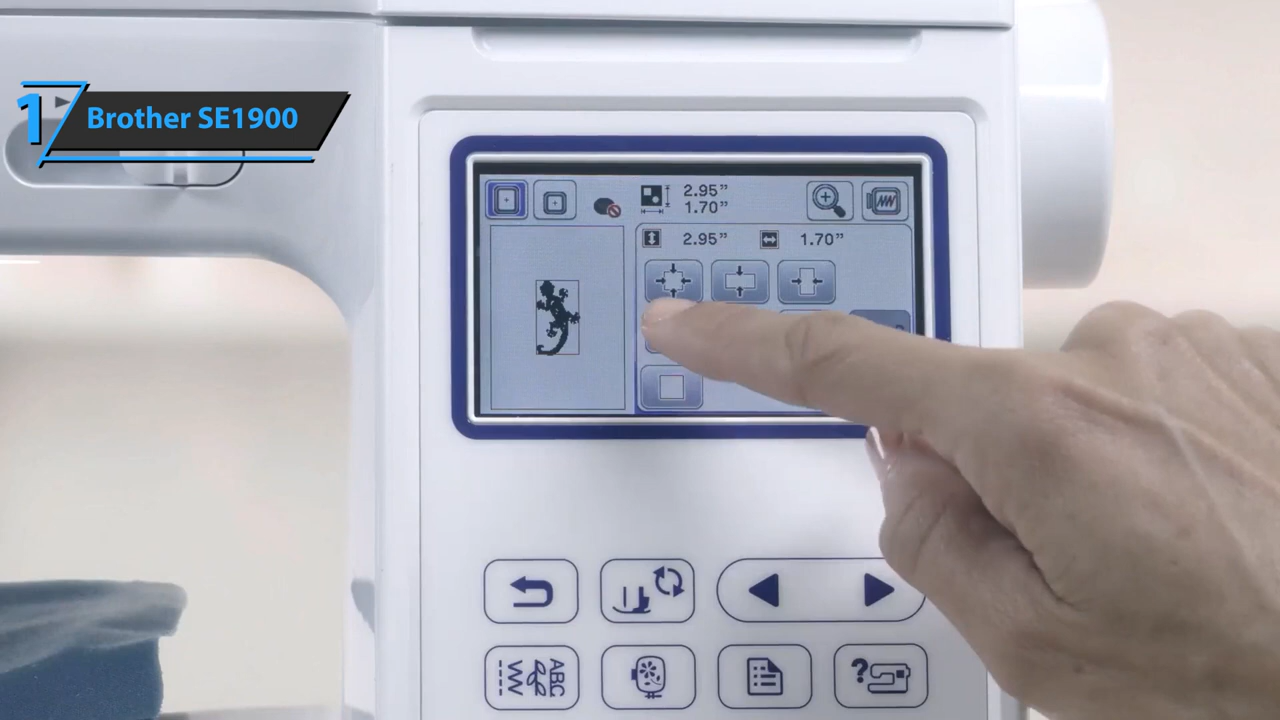 1
Brother SE1900
2.95"
1.70"
2.95" 1.70"
ABC
?